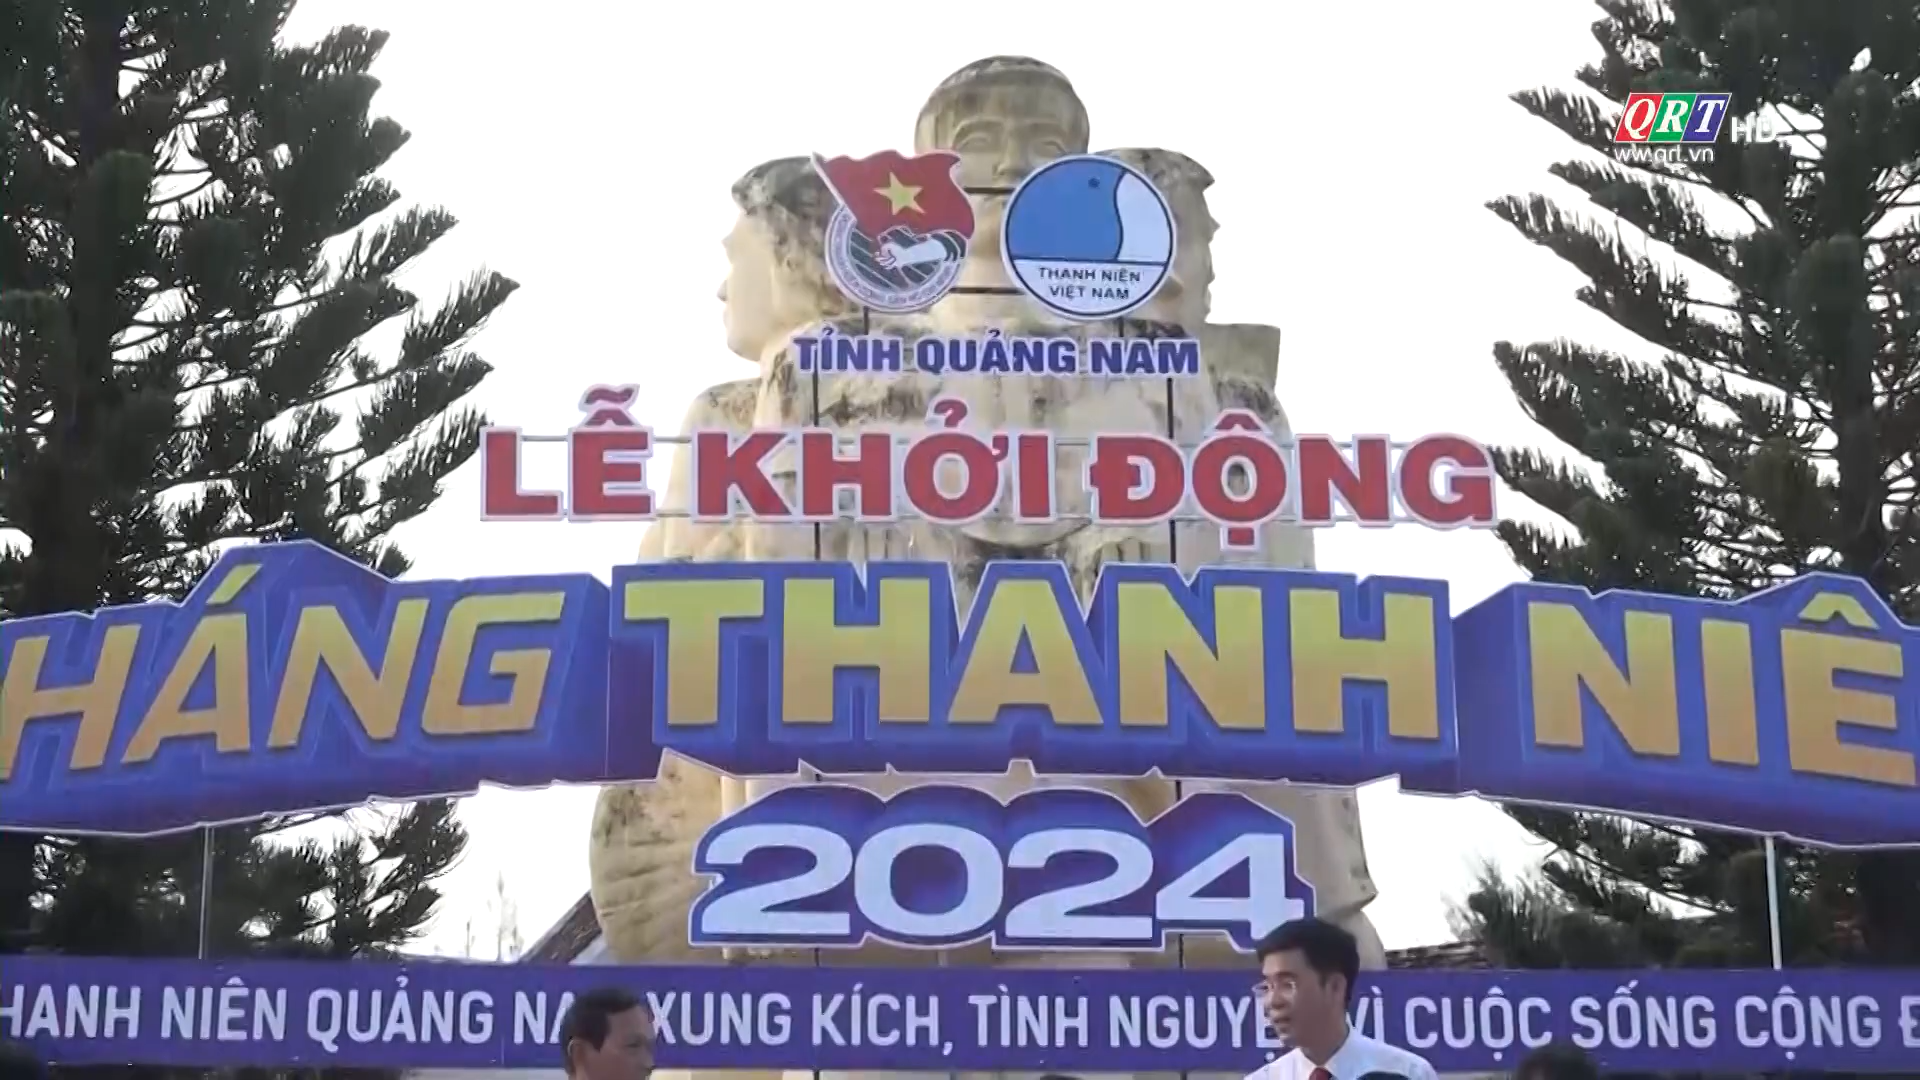 QRT HD
www.qrt.vn
THANH NIÊN
VIỆT NAM
TỈNH QUẢNG NAM
LỄ KHỞI ĐỘNG
HÁNG THANH NIÊ
2024
HANH NIÊN QUẢNG NA XUNG KÍCH, TÌNH NGUYỆ VÌ CUỘC SỐNG CỘNG Đ